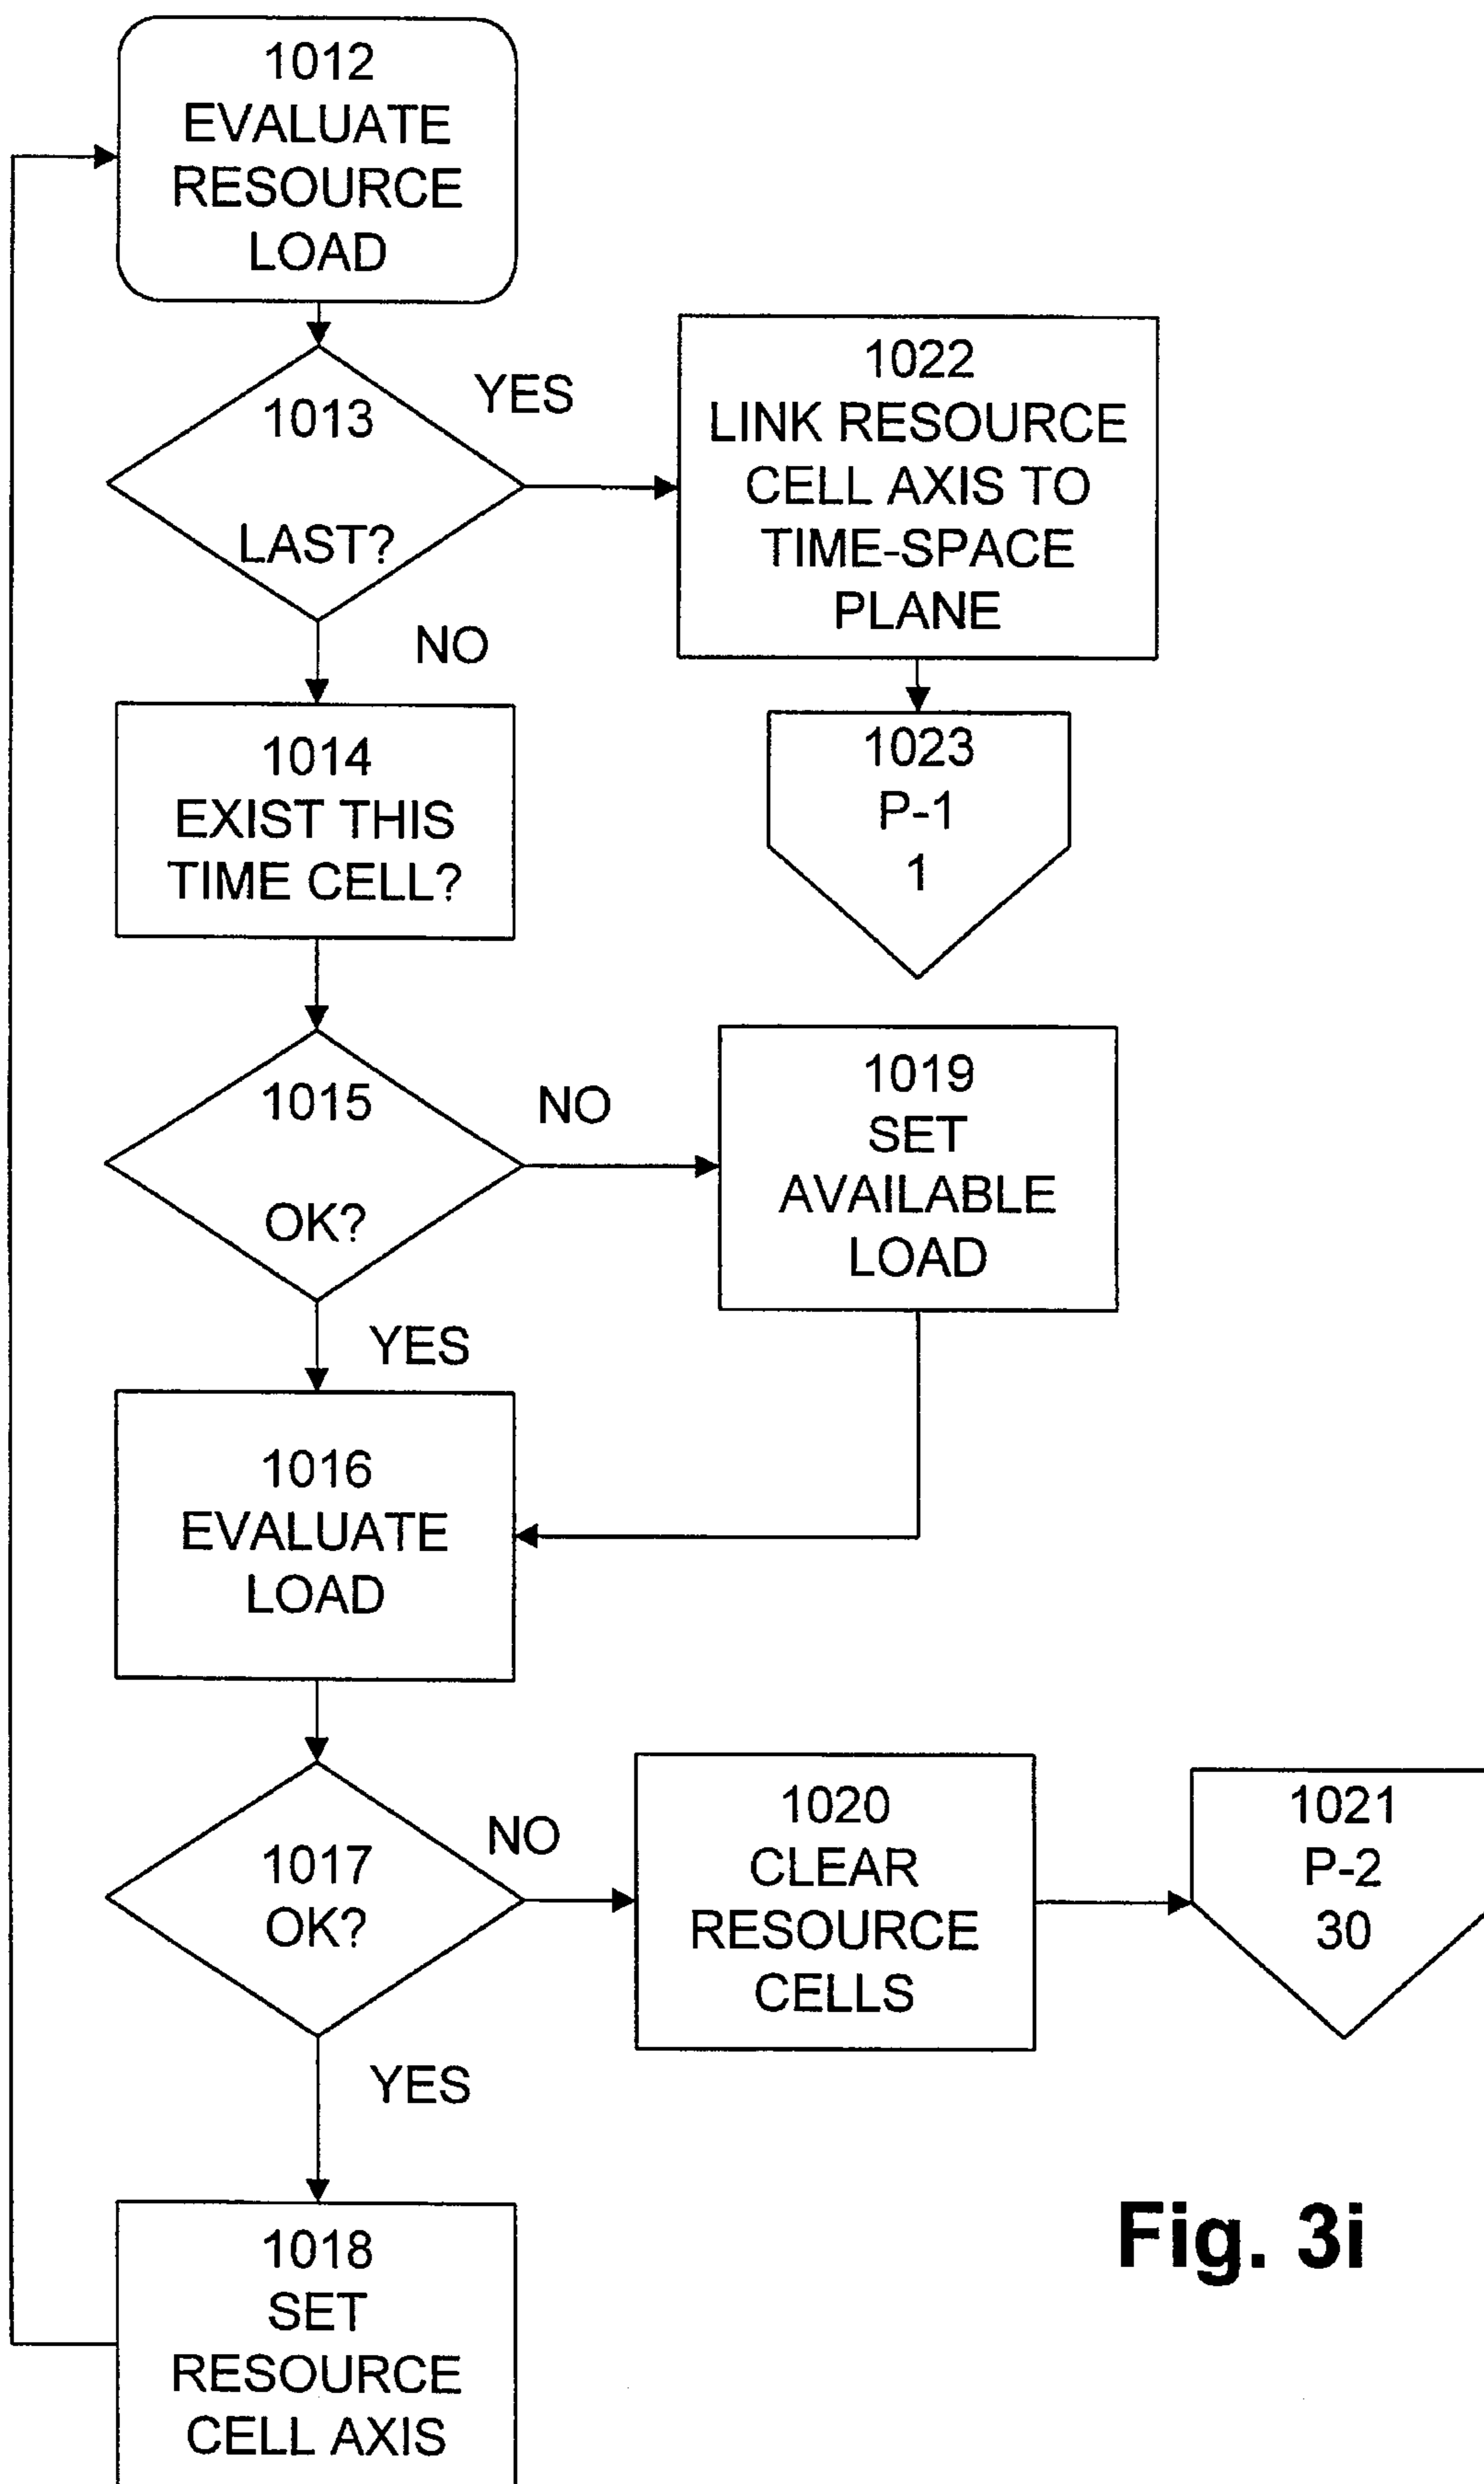 1012
EVALUATE
RESOURCE
LOAD
1013
LAST?
YES
1022
LINK RESOURCE
CELL AXIS TO
TIME-SPACE
PLANE
NO
1023
P-1
1
1014
EXIST THIS
TIME CELL?
1015
OK?
NO
1019
SET
AVAILABLE
LOAD
YES
1016
EVALUATE
LOAD
1017
OK?
NO
1020
CLEAR
RESOURCE
CELLS
1021
P-2
30
YES
1018
SET
RESOURCE
CELL AXIS
Fig. 3i